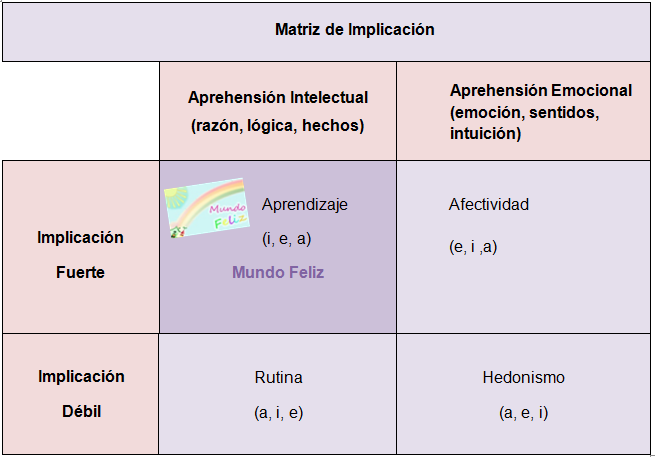 Matriz de Implicación
Aprehensión Intelectual
(razón, lógica, hechos)
Aprehensión Emocional
(emoción, sentidos,
intuición)
Implicación
Fuerte
Mundo
Feliz
Aprendizaje
(i, e, a)
Mundo Feliz
Afectividad
(e, i ,a)
Implicación
Débil
Rutina
(a, i, e)
Hedonismo
(a, e, i)